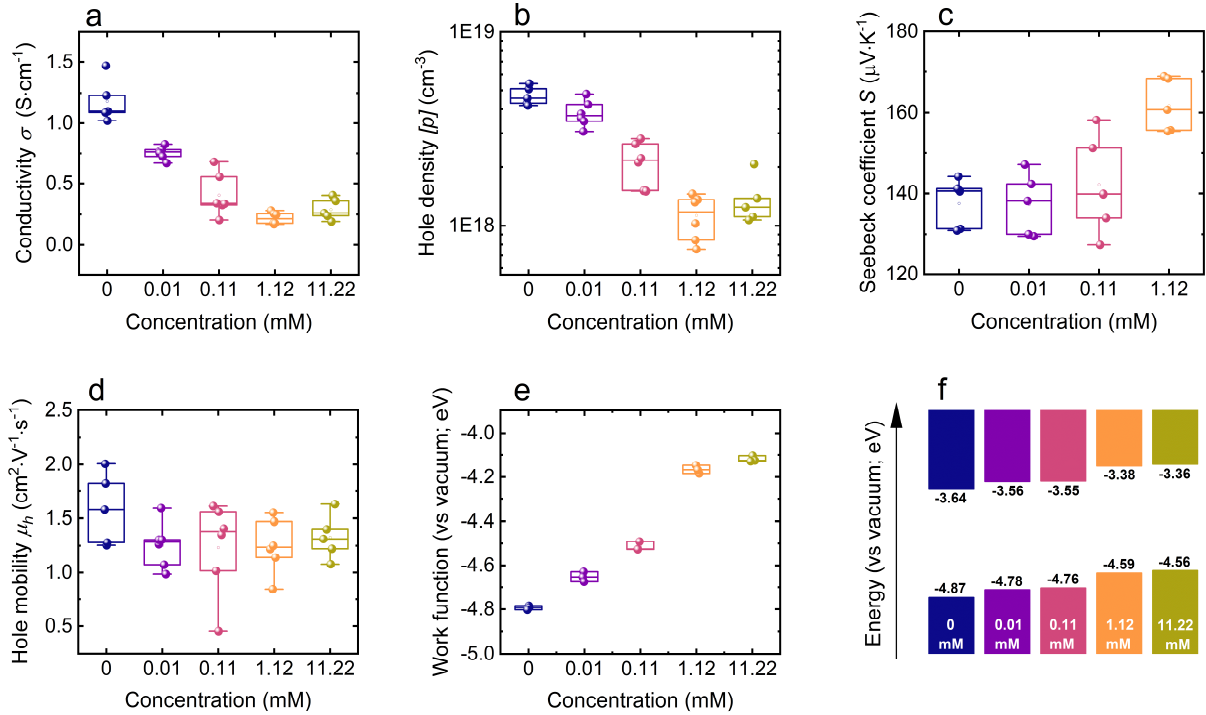 a
Conductivity σ (S·cm⁻¹)
1.5
1.0
0.5
0.0
0 0.01 0.11 1.12 11.22
Concentration (mM)
b
Hole density [p] (cm⁻³)
1E19
1E18
0 0.01 0.11 1.12 11.22
Concentration (mM)
c
Seebeck coefficient S (μV·K⁻¹)
180
160
140
120
0 0.01 0.11 1.12
Concentration (mM)
d
Hole mobility μₕ (cm²·V⁻¹·s⁻¹)
2.5
2.0
1.5
1.0
0.5
0 0.01 0.11 1.12 11.22
Concentration (mM)
e
Work function (vs vacuum; eV)
-4.0
-4.2
-4.4
-4.6
-4.8
-5.0
0 0.01 0.11 1.12 11.22
Concentration (mM)
f
Energy (vs vacuum; eV)
-3.64 -3.56 -3.55 -3.38 -3.36
-4.87 -4.78 -4.76 -4.59 -4.56
0 0.01 0.11 1.12 11.22
mM mM mM mM mM